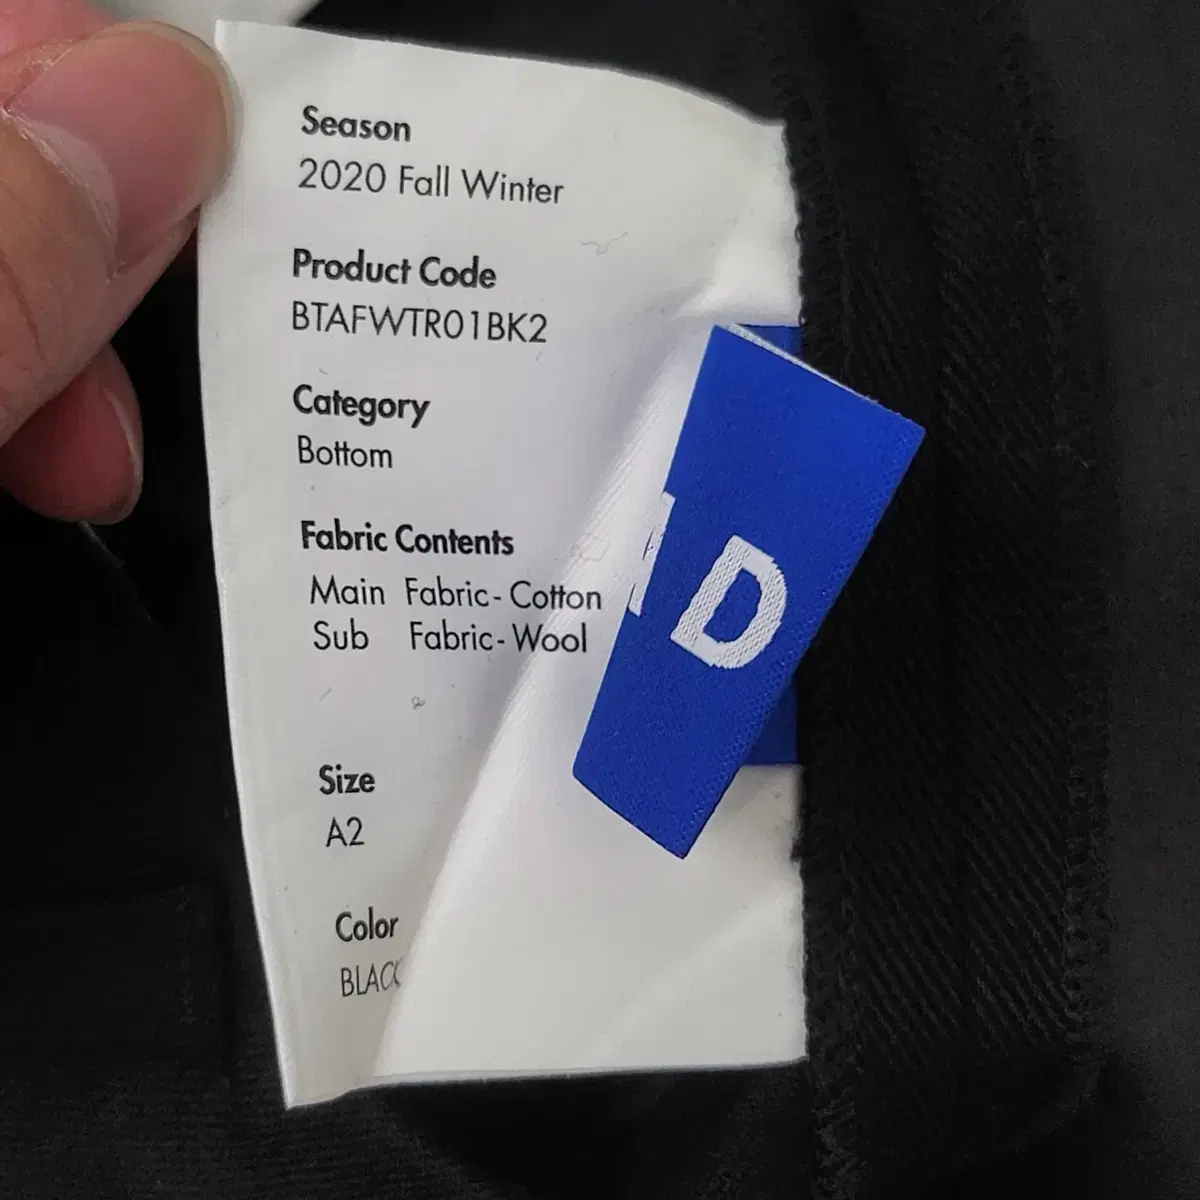 Season
2020 Fall Winter
Product Code
BTAFWTR01BK2
Category
Bottom
Fabric Contents
Main Fabric- Cotton
Sub Fabric- Wool
D
Size
A2
Color
BLAC